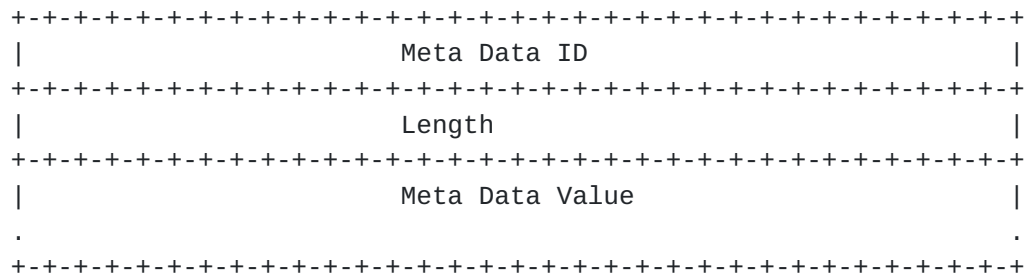 +-+-+-+-+-+-+-+-+-+-+-+-+-+-+-+-+-+-+-+-+-+-+-+-+-+-+-+-+-+-+-+-+-+
|                        Meta Data ID                           |
+-+-+-+-+-+-+-+-+-+-+-+-+-+-+-+-+-+-+-+-+-+-+-+-+-+-+-+-+-+-+-+-+-+
|                        Length                                 |
+-+-+-+-+-+-+-+-+-+-+-+-+-+-+-+-+-+-+-+-+-+-+-+-+-+-+-+-+-+-+-+-+-+
|                        Meta Data Value                        |
.                                                               .
+-+-+-+-+-+-+-+-+-+-+-+-+-+-+-+-+-+-+-+-+-+-+-+-+-+-+-+-+-+-+-+-+-+